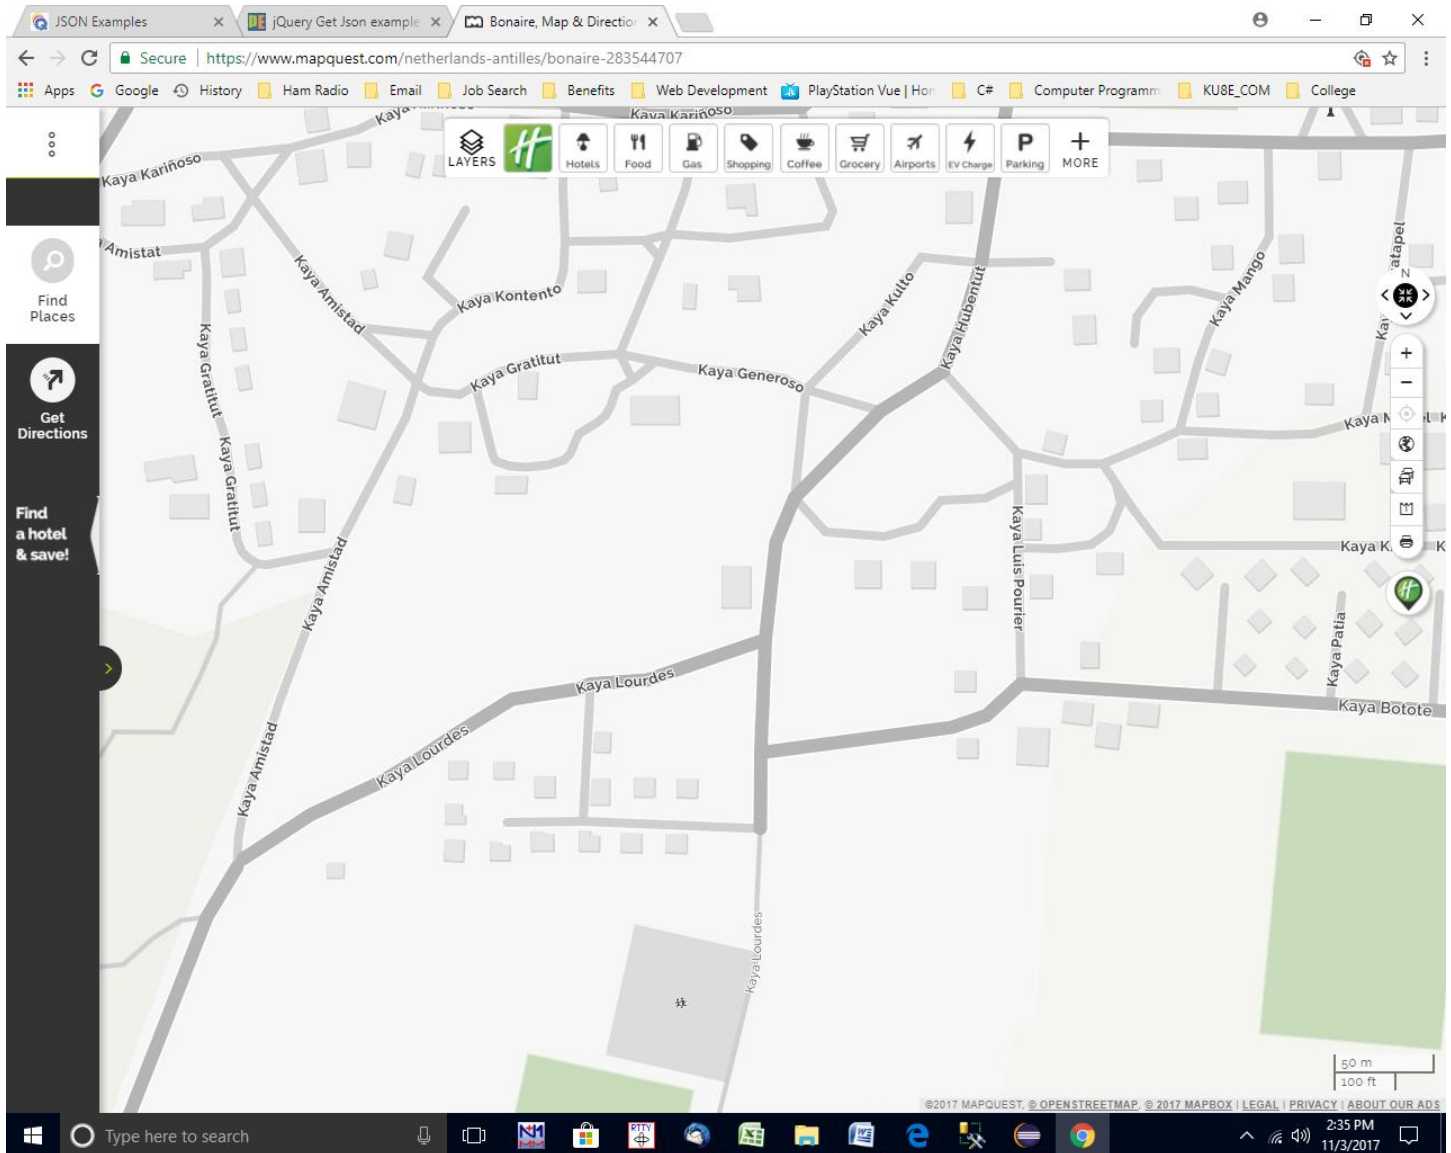 JSON Examples
jQuery Get Json example
Bonaire, Map & Direction
Secure
https://www.mapquest.com/netherlands-antilles/bonaire-283544707
Apps
Google
History
Ham Radio
Email
Job Search
Benefits
Web Development
PlayStation Vue | Hor
C#
Computer Programm
KU8E_COM
College
LAYERS
Hotels
Food
Gas
Shopping
Coffee
Grocery
Airports
EV Charge
P
Parking
MORE
Find
Places
Get
Directions
Find
a hotel
& save!
Kaya Kariñoso
Kaya Kariñoso
Amistat
Kaya Amistad
Kaya Kontento
Kaya Gratitut
Kaya Gratitut
Kaya Gratitut
Kaya Generoso
Kaya Kulto
Kaya Hubentut
Kaya Mango
atapel
N
Kaya Luis Pourier
Kaya Amistad
Kaya Amistad
Kaya Lourdes
Kaya Lourdes
Kaya Lourdes
Kaya Patia
Kaya Botote
50 m
100 ft
©2017 MAPQUEST, © OPENSTREETMAP, © 2017 MAPBOX | LEGAL | PRIVACY | ABOUT OUR ADS
Type here to search
N1
MM
RTTY
2:35 PM
11/3/2017